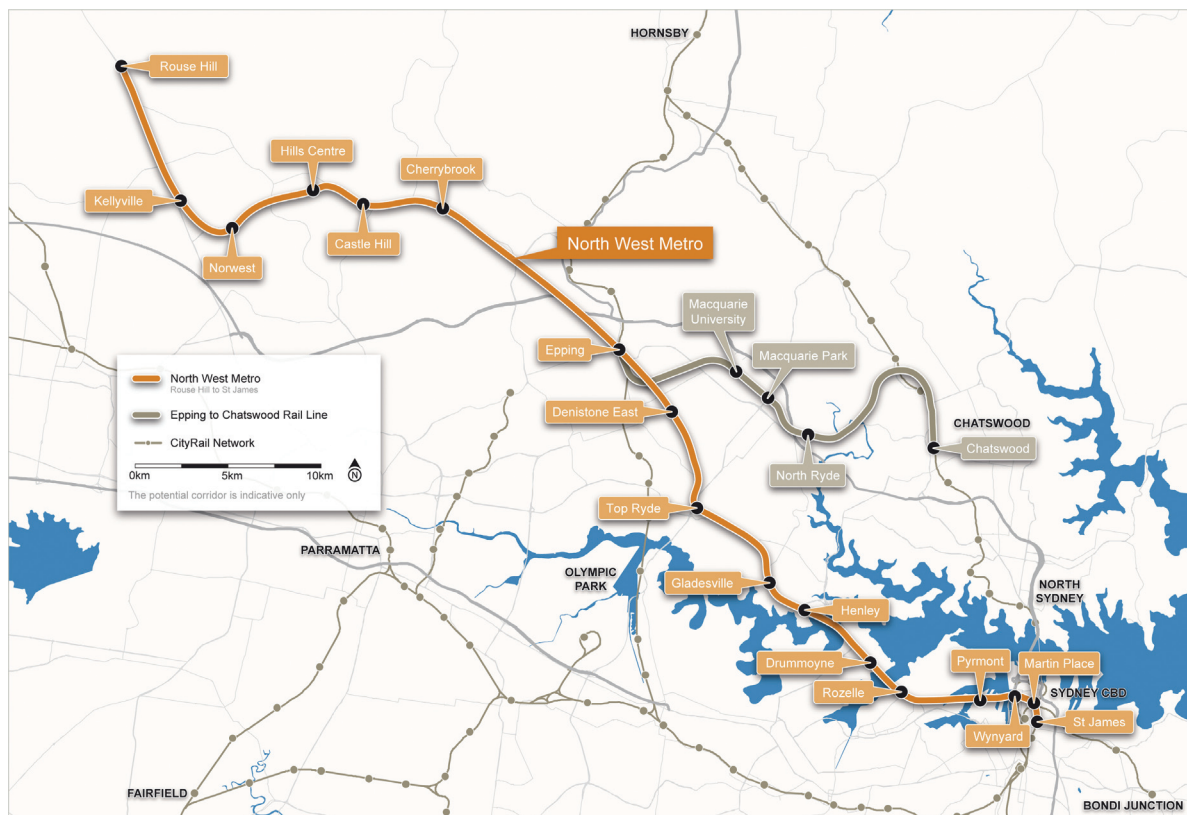 HORNSBY
Rouse Hill
Hills Centre
Cherrybrook
Kellyville
Castle Hill
North West Metro
Norwest
Macquarie
University
Epping
Macquarie Park
North West Metro
Rouse Hill to St James
Epping to Chatswood Rail Line
CityRail Network
0km
5km
10km
N
The potential corridor is indicative only
Denistone East
CHATSWOOD
Chatswood
North Ryde
Top Ryde
PARRAMATTA
OLYMPIC
PARK
Gladesville
NORTH
SYDNEY
Henley
Drummoyne
Pyrmont
Martin Place
Rozelle
SYDNEY CBD
St James
Wynyard
FAIRFIELD
BONDI JUNCTION